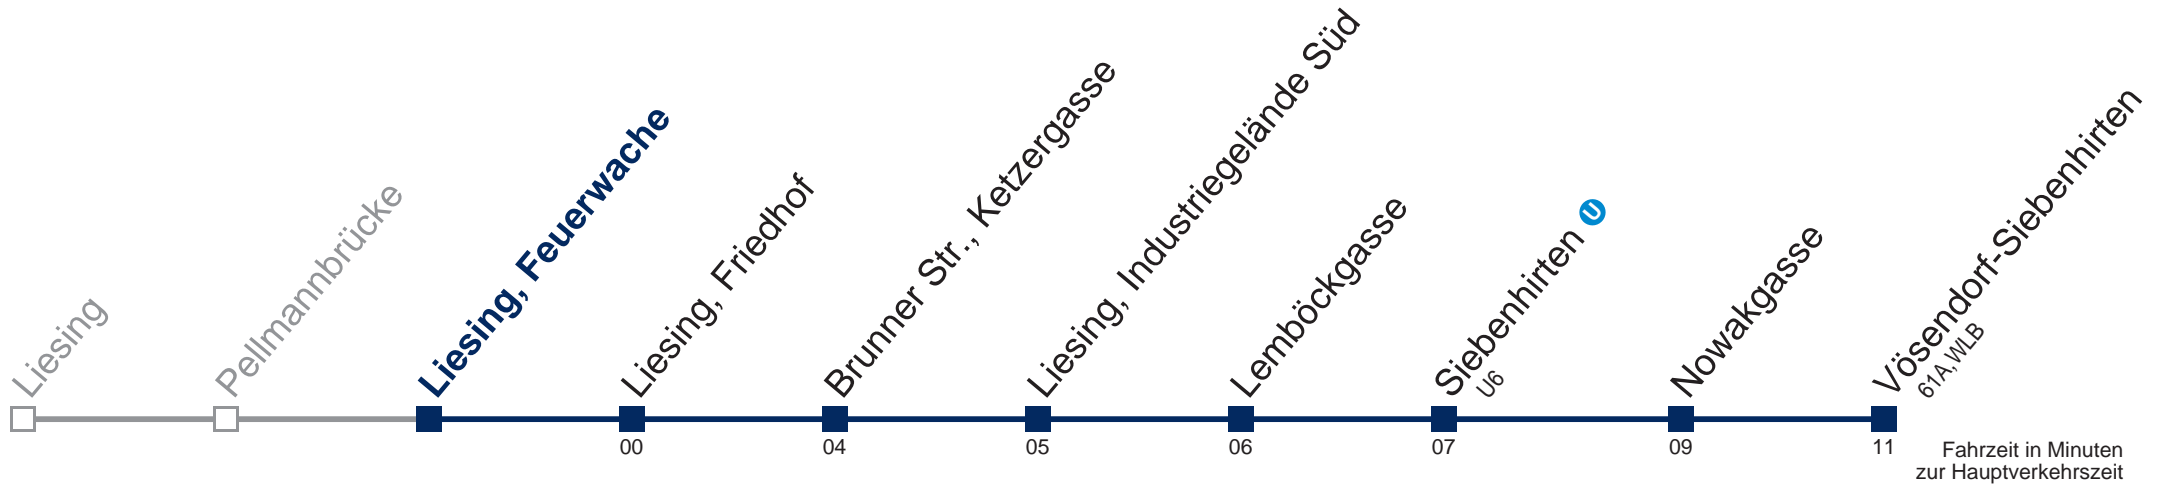 Liesing
Pellmannbrücke
Liesing, Feuerwache
Liesing, Friedhof
Brunner Str., Ketzergasse
Liesing, Industriegelände Süd
Lemböckgasse
Siebenhirten U
U6
Nowakgasse
Vösendorf-Siebenhirten
61A, WLB
00 04 05 06 07 09 11
Fahrzeit in Minuten
zur Hauptverkehrszeit